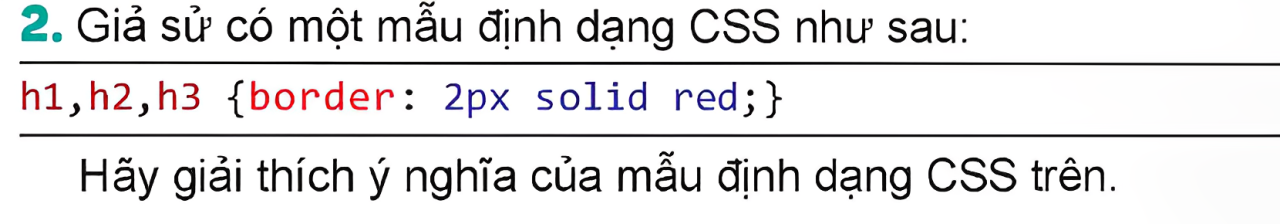 2. Giả sử có một mẫu định dạng CSS như sau:
h1,h2,h3 {border: 2px solid red;}
Hãy giải thích ý nghĩa của mẫu định dạng CSS trên.